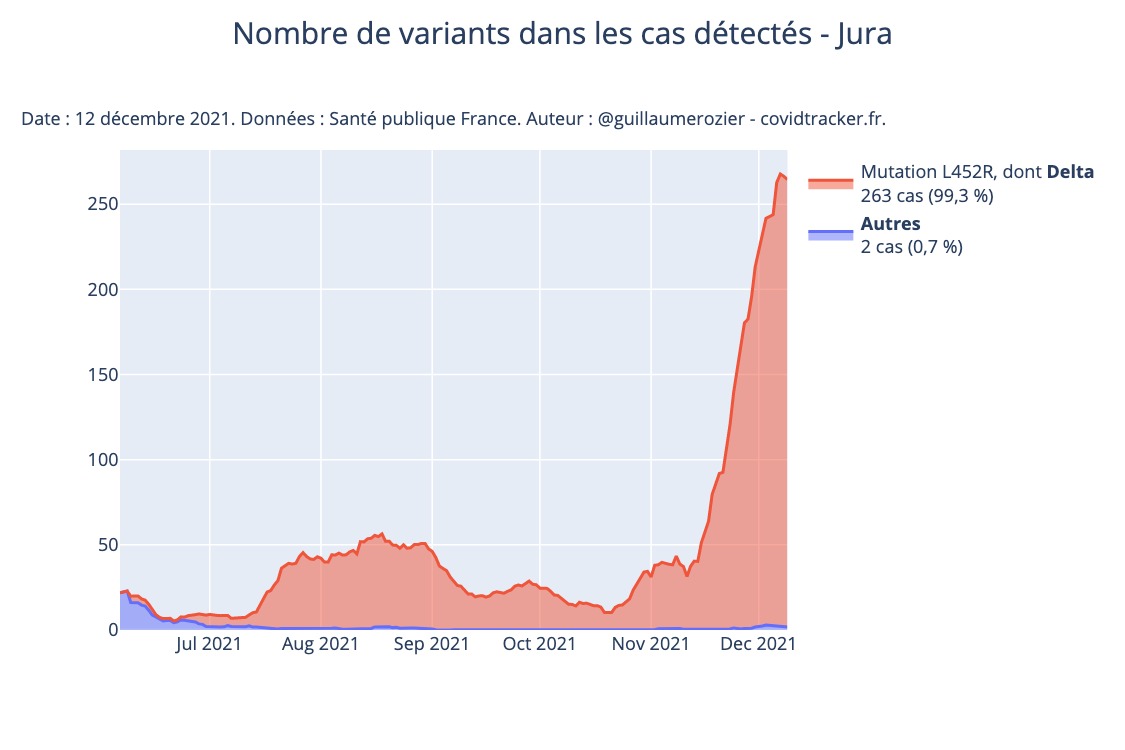 Nombre de variants dans les cas détectés - Jura
Date : 12 décembre 2021. Données : Santé publique France. Auteur : @guillaumerozier - covidtracker.fr.
Mutation L452R, dont Delta
263 cas (99,3 %)
Autres
2 cas (0,7 %)
250
200
150
100
50
0
Jul 2021
Aug 2021
Sep 2021
Oct 2021
Nov 2021
Dec 2021